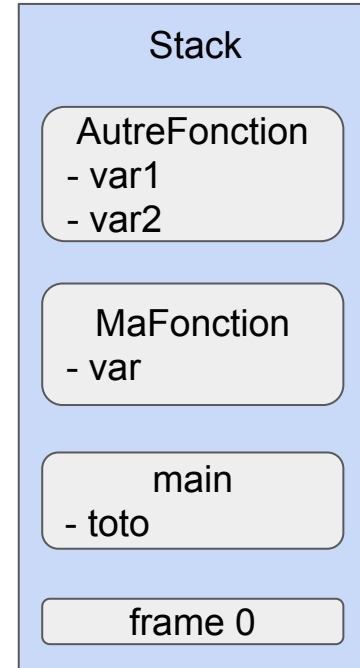 Stack
AutreFonction
- var1
- var2
MaFonction
- var
main
- toto
frame 0